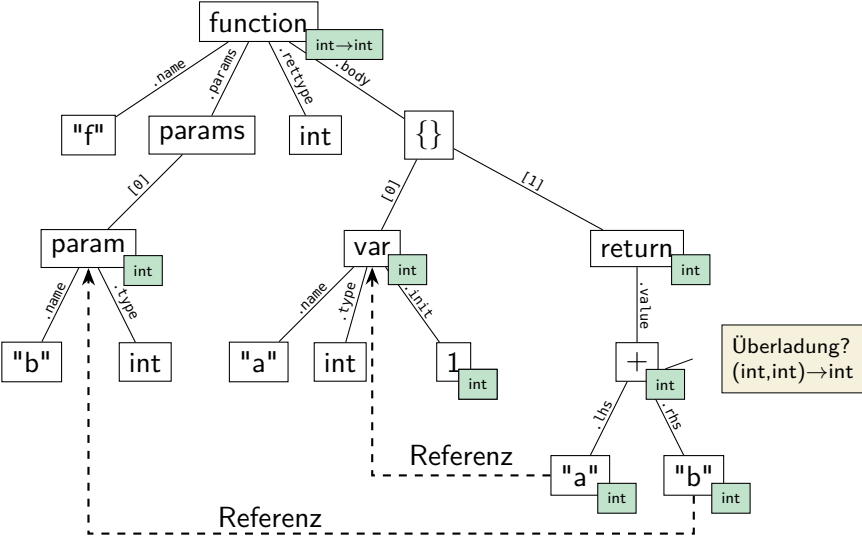 function
int→int
.name
.params
.rettype
.body
"f"
params
int
{}
[0]
[0]
[1]
param
int
var
int
return
int
.name
.type
.name
.type
.init
.value
"b"
int
"a"
int
1
int
+
int
Überladung?
(int,int)→int
.lhs
.rhs
Referenz
"a"
int
"b"
int
Referenz